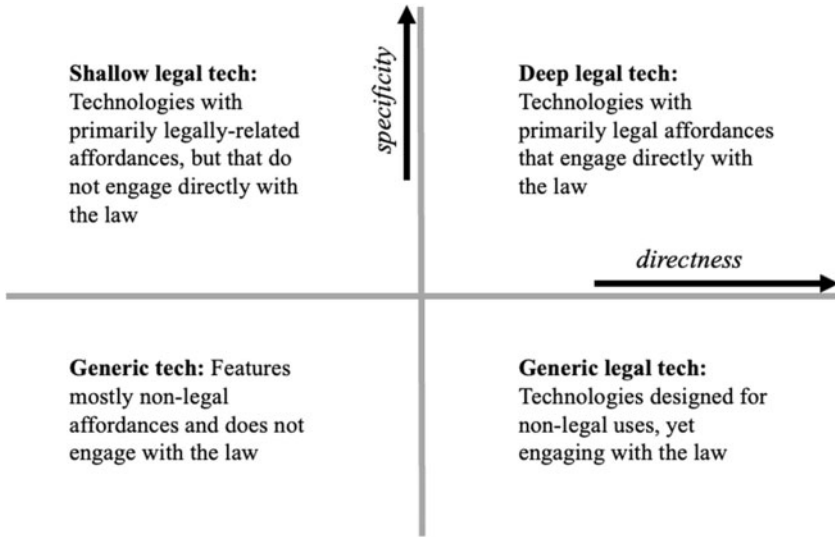 Shallow legal tech:
Technologies with
primarily legally-related
affordances, but that do
not engage directly with
the law
specificity
Deep legal tech:
Technologies with
primarily legal affordances
that engage directly with
the law
directness
Generic tech: Features
mostly non-legal
affordances and does not
engage with the law
Generic legal tech:
Technologies designed for
non-legal uses, yet
engaging with the law